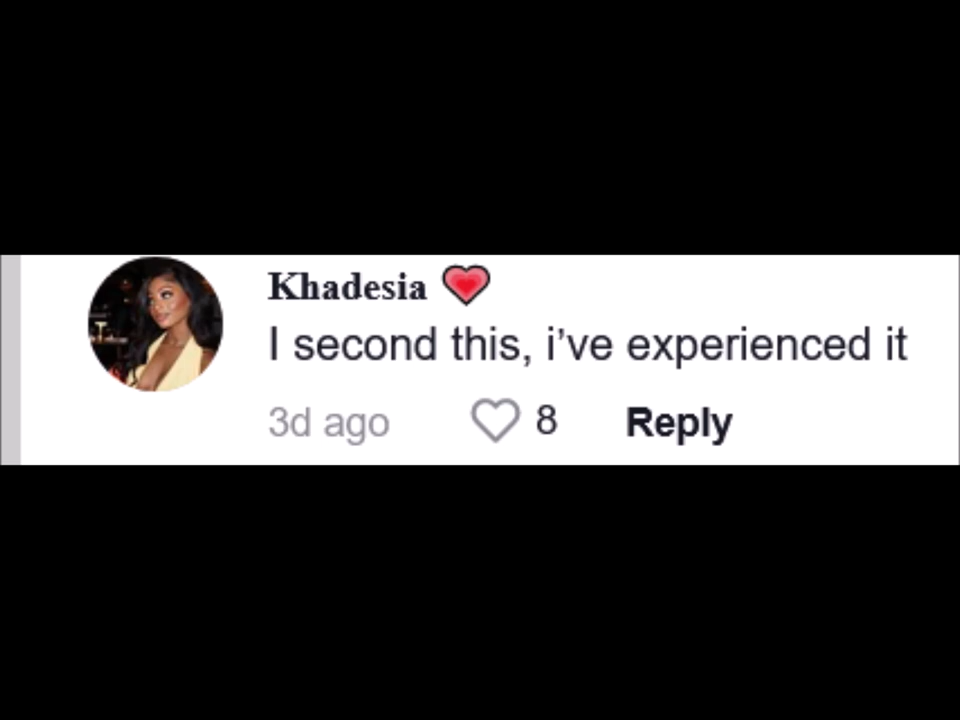 Khadesia 💗
I second this, i’ve experienced it
3d ago 8 Reply